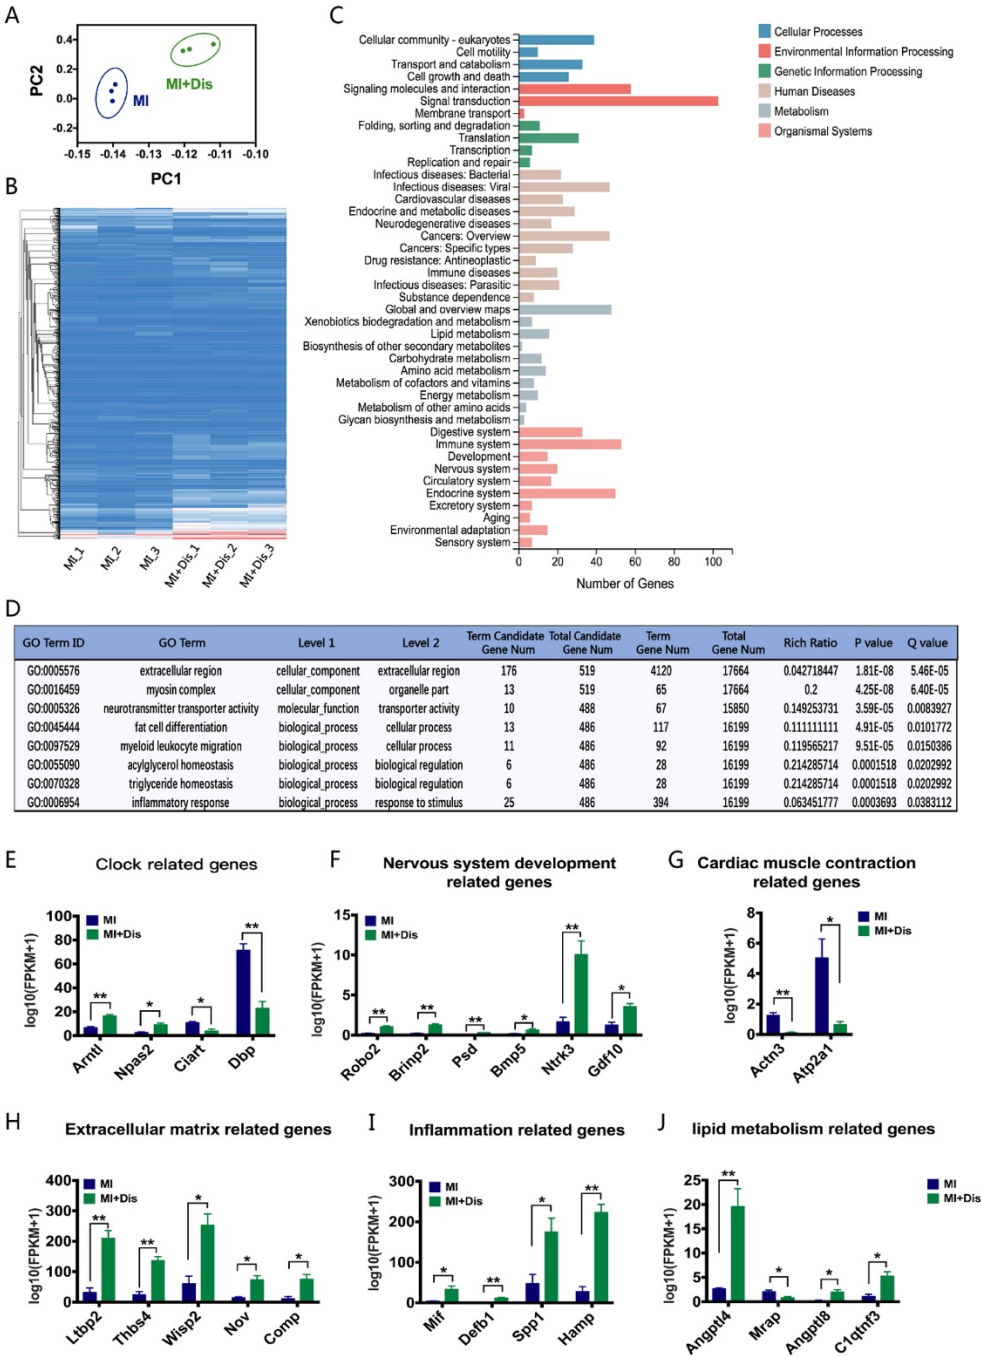 A
PC2
0.4
0.2
0.0
-0.2
MI+Dis
MI
-0.15
-0.14
-0.13
-0.12
-0.11
-0.10
PC1
B
MI_1
MI_2
MI_3
MI+Dis_1
MI+Dis_2
MI+Dis_3
C
Cellular community - eukaryotes
Cell motility
Transport and catabolism
Cell growth and death
Signaling molecules and interaction
Signal transduction
Membrane transport
Folding, sorting and degradation
Translation
Transcription
Replication and repair
Infectious diseases: Bacterial
Infectious diseases: Viral
Cardiovascular diseases
Endocrine and metabolic diseases
Neurodegenerative diseases
Cancers: Overview
Cancers: Specific types
Drug resistance: Antineoplastic
Immune diseases
Infectious diseases: Parasitic
Substance dependence
Global and overview maps
Xenobiotics biodegradation and metabolism
Lipid metabolism
Biosynthesis of other secondary metabolites
Carbohydrate metabolism
Amino acid metabolism
Metabolism of cofactors and vitamins
Energy metabolism
Metabolism of other amino acids
Glycan biosynthesis and metabolism
Digestive system
Immune system
Development
Nervous system
Circulatory system
Endocrine system
Excretory system
Aging
Environmental adaptation
Sensory system
0 20 40 60 80 100
Number of Genes
Cellular Processes
Environmental Information Processing
Genetic Information Processing
Human Diseases
Metabolism
Organismal Systems
D
GO Term ID GO Term Level 1 Level 2 Term Candidate Gene Num Total Candidate Gene Num Term Gene Num Total Gene Num Rich Ratio P value Q value
GO:0005576 extracellular region cellular_component extracellular region 176 519 4120 17664 0.042718447 1.81E-08 5.46E-05
GO:0016459 myosin complex cellular_component organelle part 13 519 65 17664 0.2 4.25E-08 6.40E-05
GO:0005326 neurotransmitter transporter activity molecular_function transporter activity 10 488 67 15850 0.149253731 3.59E-05 0.0083927
GO:0045444 fat cell differentiation biological_process cellular process 13 486 117 16199 0.111111111 4.91E-05 0.0101772
GO:0097529 myeloid leukocyte migration biological_process cellular process 11 486 92 16199 0.119565217 9.51E-05 0.0150386
GO:0055090 acylglycerol homeostasis biological_process biological regulation 6 486 28 16199 0.214285714 0.0001518 0.0202992
GO:0070328 triglyceride homeostasis biological_process biological regulation 6 486 28 16199 0.214285714 0.0001518 0.0202992
GO:0006954 inflammatory response biological_process response to stimulus 25 486 394 16199 0.063451777 0.0003693 0.0383112
E
Clock related genes
log10(FPKM+1)
100
80
60
40
20
0
MI
MI+Dis
** * * **
Arntl
Npas2
Ciart
Dbp
F
Nervous system development
related genes
log10(FPKM+1)
15
10
5
0
MI
MI+Dis
** ** ** * ** *
Robo2
Brinp2
Psd
Bmp5
Ntrk3
Gdf10
G
Cardiac muscle contraction
related genes
log10(FPKM+1)
8
6
4
2
0
** *
MI
MI+Dis
Actn3
Atp2a1
H
Extracellular matrix related genes
log10(FPKM+1)
400
300
200
100
0
MI
MI+Dis
** ** * * *
Ltbp2
Thbs4
Wisp2
Nov
Comp
I
Inflammation related genes
log10(FPKM+1)
300
200
100
0
MI
MI+Dis
* ** * **
Mif
Defb1
Spp1
Hamp
J
lipid metabolism related genes
log10(FPKM+1)
25
20
15
10
5
0
** * * *
MI
MI+Dis
Angptl4
Mrap
Angptl8
C1qtnf3